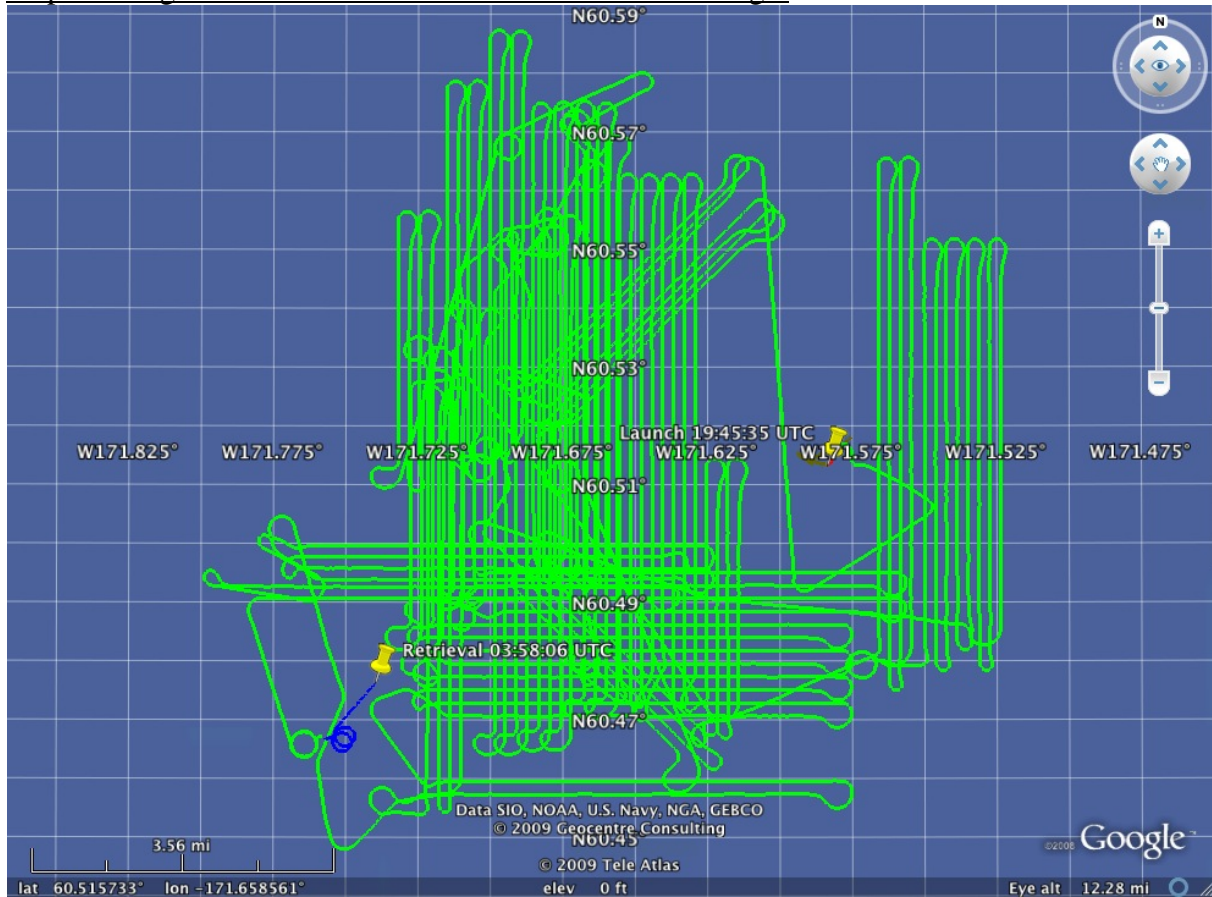 N60.59°
N
N60.57°
N60.55°
N60.53°
Launch 19:45:35 UTC
W171.825° W171.775° W171.725° W171.675° W171.625° W171.575° W171.525° W171.475°
N60.51°
N60.49°
Retrieval 03:58:06 UTC
N60.47°
Data SIO, NOAA, U.S. Navy, NGA, GEBCO
© 2009 Geocentre Consulting
N60.45°
3.56 mi
© 2009 Tele Atlas
©2008 Google
lat 60.515733° lon -171.658561° elev 0 ft Eye alt 12.28 mi